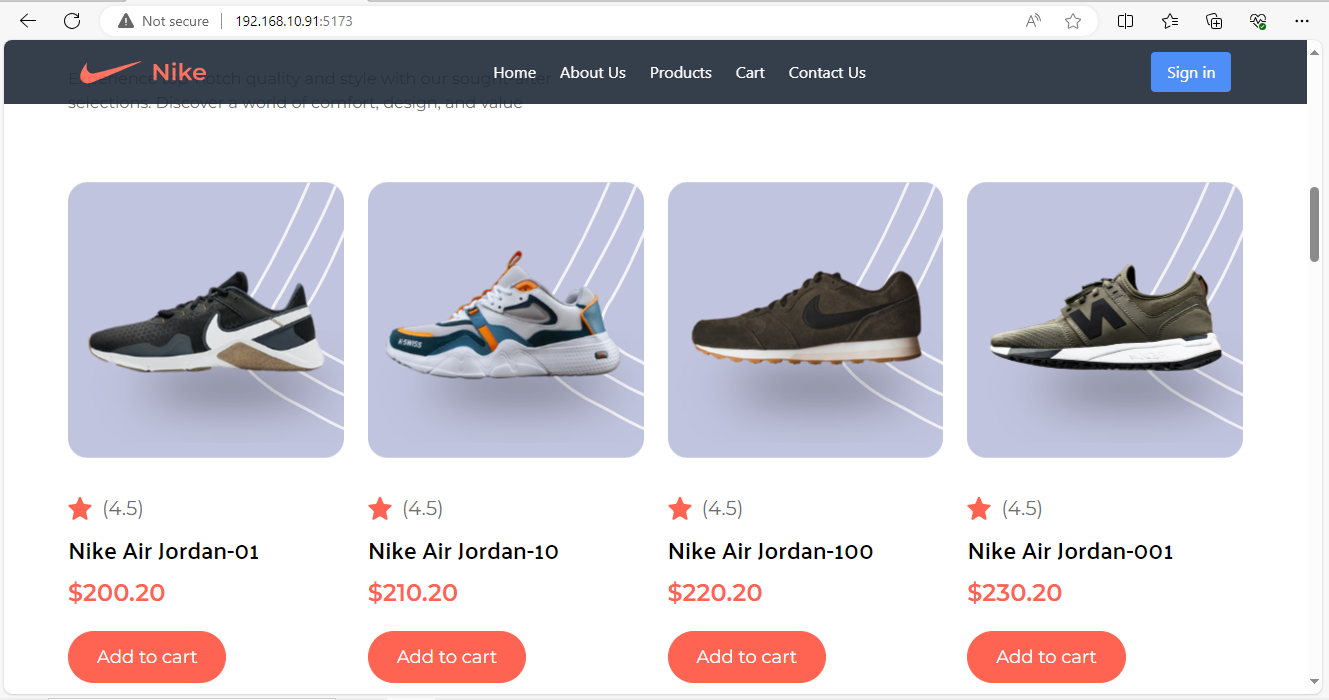 Not secure 192.168.10.91:5173
Nike Home About Us Products Cart Contact Us Sign in
Experience top-notch quality and style with our sought-after
selections. Discover a world of comfort, design, and value
K·SWISS
N
(4.5) (4.5) (4.5) (4.5)
Nike Air Jordan-01 Nike Air Jordan-10 Nike Air Jordan-100 Nike Air Jordan-001
$200.20 $210.20 $220.20 $230.20
Add to cart Add to cart Add to cart Add to cart